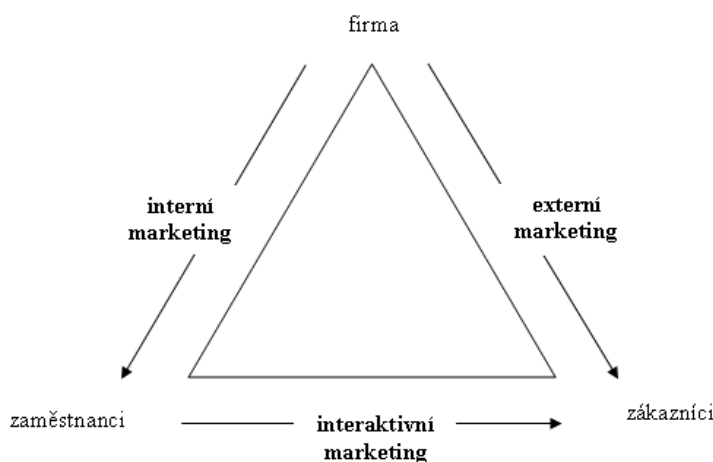 firma
interní
marketing
externí
marketing
zaměstnanci
interaktivní
marketing
zákazníci